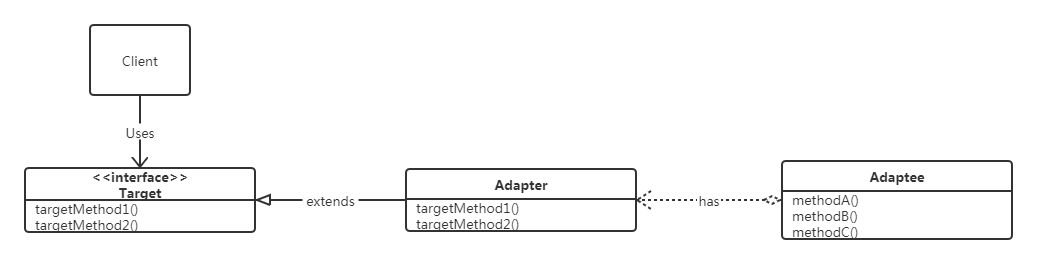 Client
Uses
<<interface>>
Target
targetMethod1()
targetMethod2()
extends
Adapter
targetMethod1()
targetMethod2()
has
Adaptee
methodA()
methodB()
methodC()